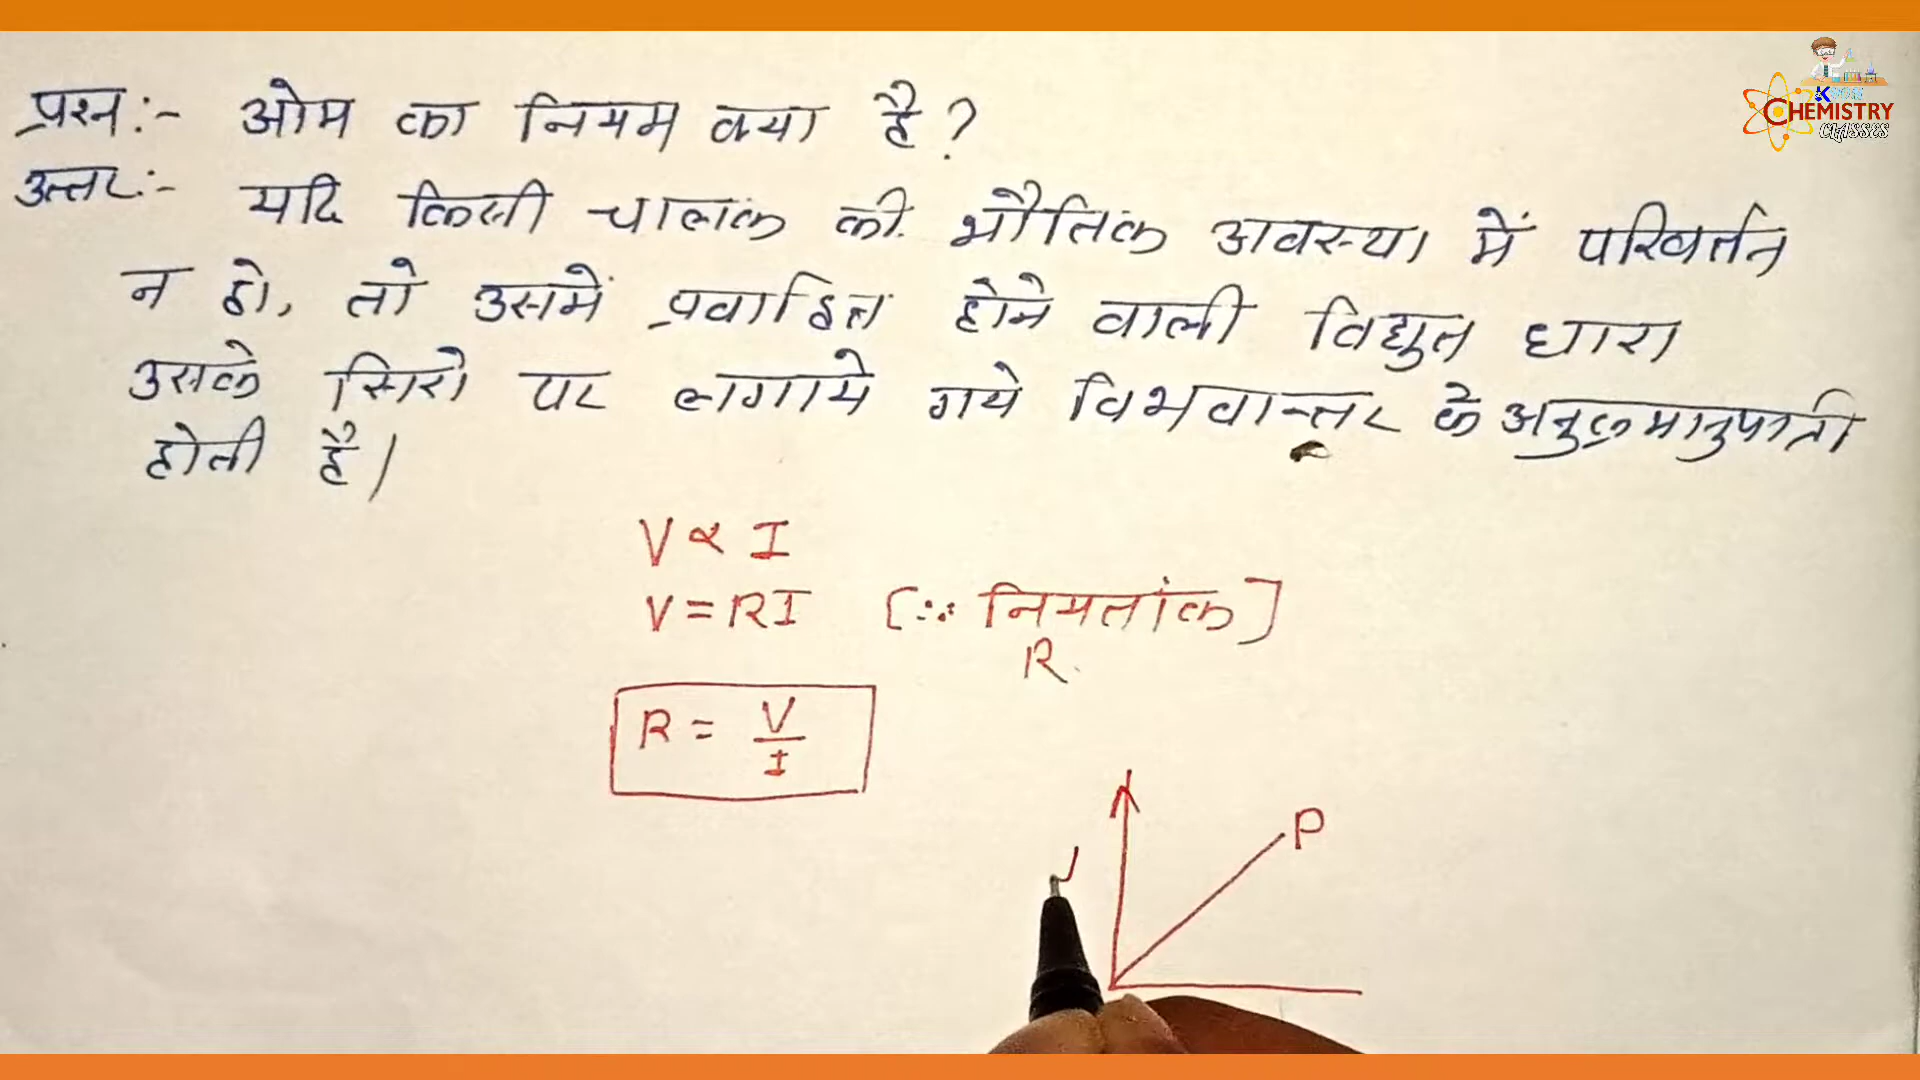 प्रश्न:- ओम का नियम क्या है?
उत्तर:- यदि किसी चालक की भौतिक अवस्था में परिवर्तन
न हो, तो उसमें प्रवाहित होने वाली विद्युत धारा
उसके सिरो पर लगाये गये विभवान्तर के अनुक्रमानुपाती
होती है।
V ∝ I
V = RI [∵ नियतांक]
R
R = V/I
P
CHEMISTRY
CLASSES